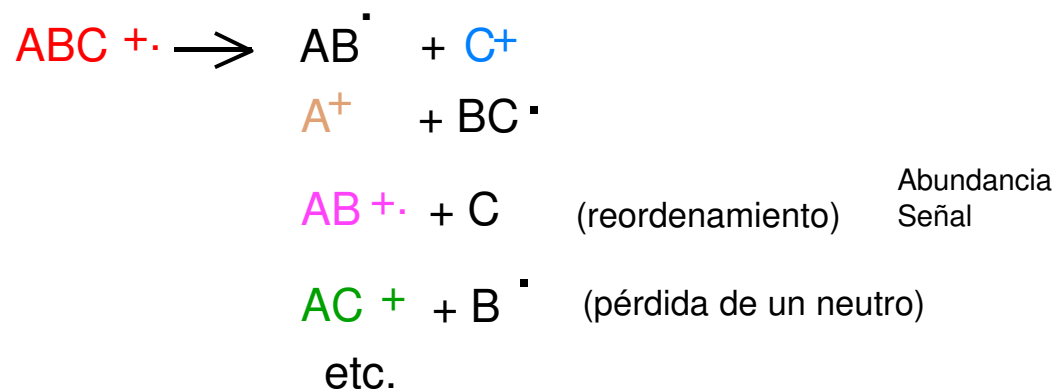 ABC +· → AB· + C+
A+ + BC·
AB +· + C (reordenamiento)
Abundancia
Señal
AC + + B · (pérdida de un neutro)
etc.